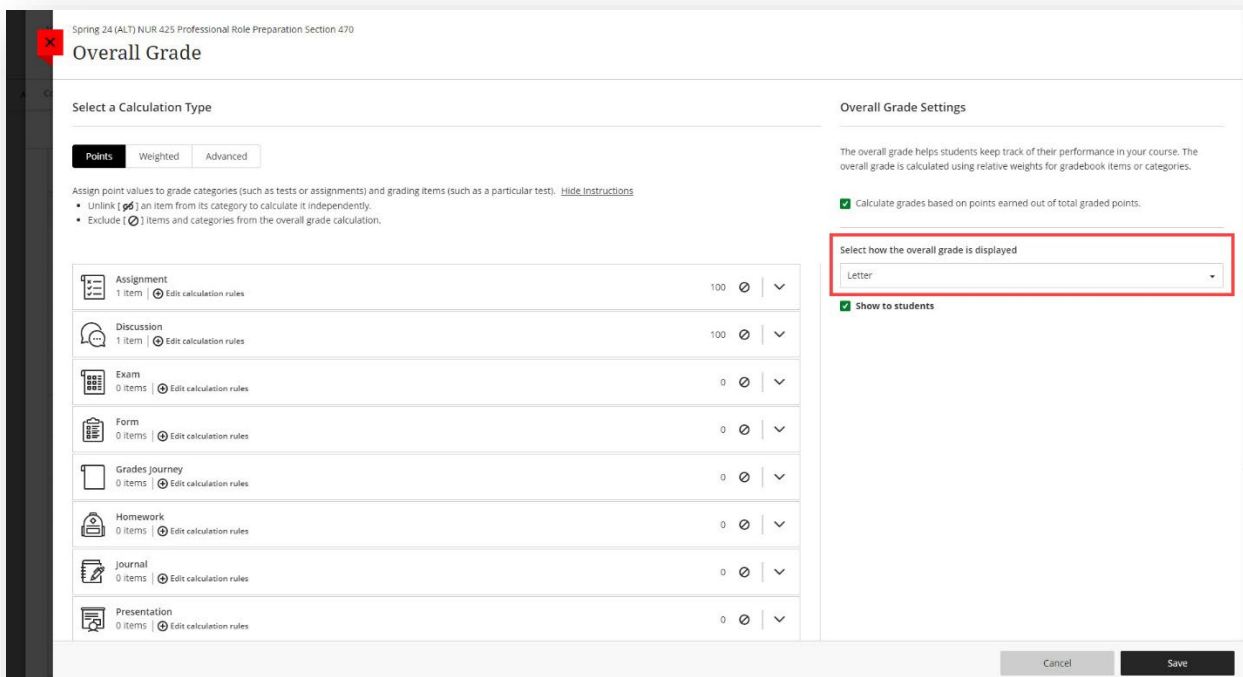 Spring 24 (ALT) NUR 425 Professional Role Preparation Section 470
Overall Grade
Select a Calculation Type
Points Weighted Advanced
Assign point values to grade categories (such as tests or assignments) and grading items (such as a particular test). Hide Instructions
• Unlink [ ] an item from its category to calculate it independently.
• Exclude [ ] items and categories from the overall grade calculation.
Assignment
1 item | Edit calculation rules
100
Discussion
1 item | Edit calculation rules
100
Exam
0 items | Edit calculation rules
0
Form
0 items | Edit calculation rules
0
Grades Journey
0 items | Edit calculation rules
0
Homework
0 items | Edit calculation rules
0
Journal
0 items | Edit calculation rules
0
Presentation
0 items | Edit calculation rules
0
Overall Grade Settings
The overall grade helps students keep track of their performance in your course. The
overall grade is calculated using relative weights for gradebook items or categories.
Calculate grades based on points earned out of total graded points.
Select how the overall grade is displayed
Letter
Show to students
Cancel Save